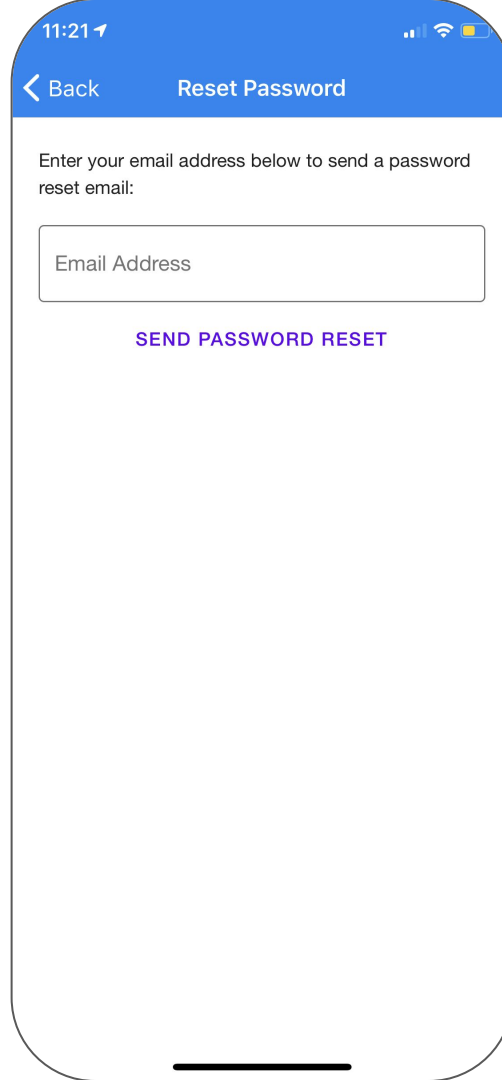 11:21
Back
Reset Password
Enter your email address below to send a password
reset email:
Email Address
SEND PASSWORD RESET